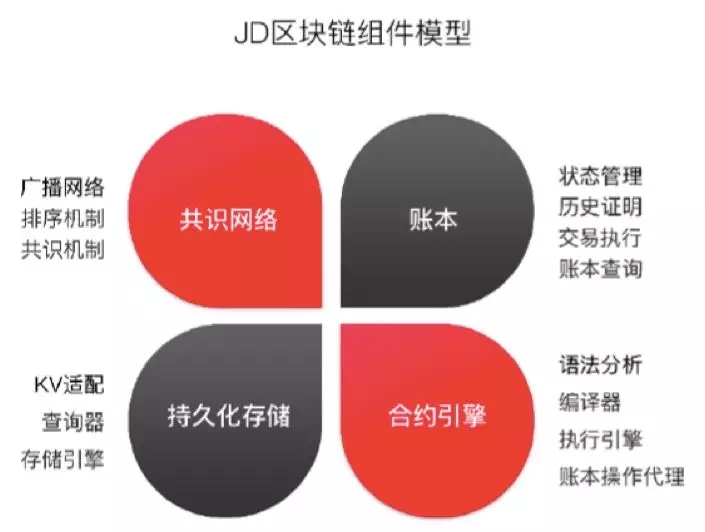 JD区块链组件模型
广播网络
排序机制
共识机制
共识网络
账本
状态管理
历史证明
交易执行
账本查询
KV适配
查询器
存储引擎
持久化存储
合约引擎
语法分析
编译器
执行引擎
账本操作代理